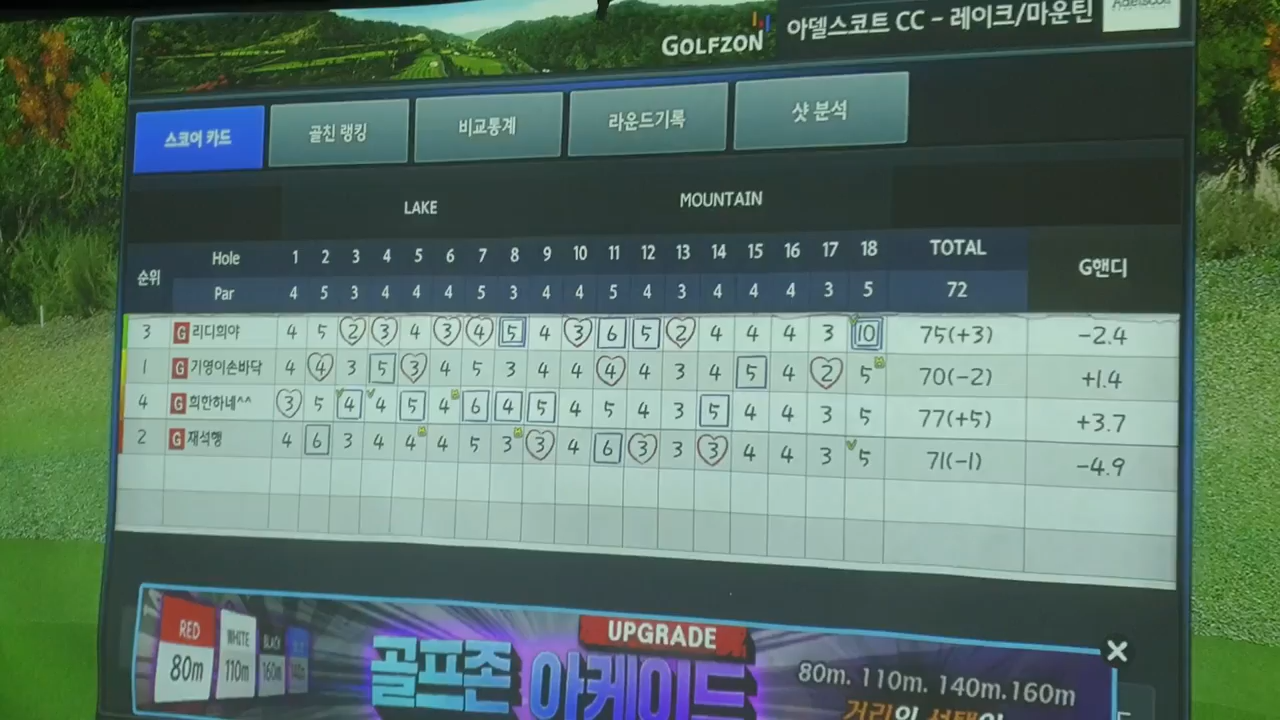 GOLFZON 아델스코트 CC - 레이크/마운틴
스코어 카드 골친 랭킹 비교통계 라운드기록 샷 분석
LAKE MOUNTAIN
순위 Hole 1 2 3 4 5 6 7 8 9 10 11 12 13 14 15 16 17 18 TOTAL G핸디
Par 4 5 3 4 4 4 5 3 4 4 5 4 3 4 4 4 3 5 72
3 G 리디희야 4 5 2 3 4 3 4 5 4 3 6 5 2 4 4 4 3 10 75(+3) -2.4
1 G 기영이손바닥 4 4 3 5 3 4 5 3 4 4 4 4 3 4 5 4 2 5 70(-2) +1.4
4 G 희한하네^^ 3 5 4 4 5 4 6 4 5 4 5 4 3 5 4 4 3 5 77(+5) +3.7
2 G 재석행 4 6 3 4 4 4 5 3 3 4 6 3 3 3 4 4 3 5 71(-1) -4.9
RED WHITE BLACK
80m 110m 160m
UPGRADE
골프존 아케이드
80m. 110m. 140m.160m